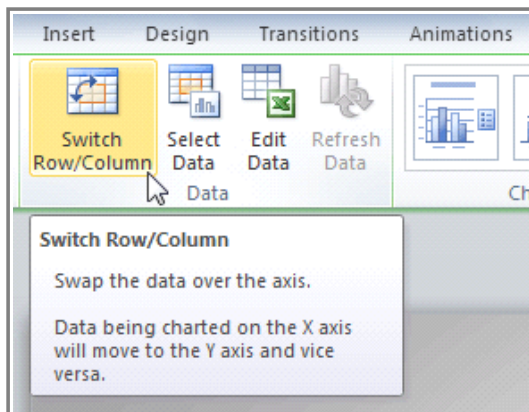 Insert Design Transitions Animations
Switch Row/Column
Select Data
Edit Data
Refresh Data
Data
Ch
Switch Row/Column
Swap the data over the axis.
Data being charted on the X axis
will move to the Y axis and vice
versa.